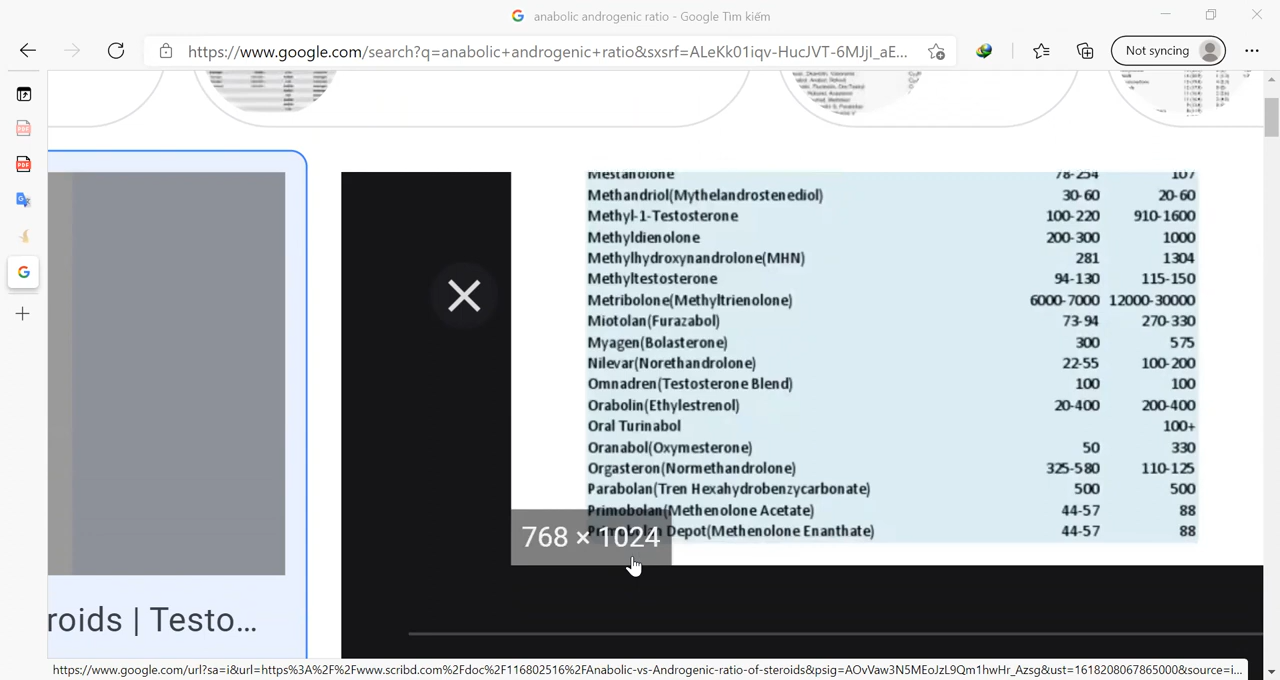 anabolic androgenic ratio - Google Tìm kiếm
https://www.google.com/search?q=anabolic+androgenic+ratio&sxsrf=ALeKk01iqv-HucJVT-6MJjI_aE...
Not syncing
Mestanolone 78-254 107
Methandriol(Mythelandrostenediol) 30-60 20-60
Methyl-1-Testosterone 100-220 910-1600
Methyldienolone 200-300 1000
Methylhydroxynandrolone(MHN) 281 1304
Methyltestosterone 94-130 115-150
Metribolone(Methyltrienolone) 6000-7000 12000-30000
Miotolan(Furazabol) 73-94 270-330
Myagen(Bolasterone) 300 575
Nilevar(Norethandrolone) 22-55 100-200
Omnadren(Testosterone Blend) 100 100
Orabolin(Ethylestrenol) 20-400 200-400
Oral Turinabol 100+
Oranabol(Oxymesterone) 50 330
Orgasteron(Normethandrolone) 325-580 110-125
Parabolan(Tren Hexahydrobenzycarbonate) 500 500
Primobolan(Methenolone Acetate) 44-57 88
Primobolan Depot(Methenolone Enanthate) 44-57 88
768 × 1024
roids | Testo...
https://www.google.com/url?sa=i&url=https%3A%2F%2Fwww.scribd.com%2Fdoc%2F116802516%2FAnabolic-vs-Androgenic-ratio-of-steroids&psig=AOvVaw3N5MEoJzL9Qm1hwHr_Azsg&ust=1618208067865000&source=i...